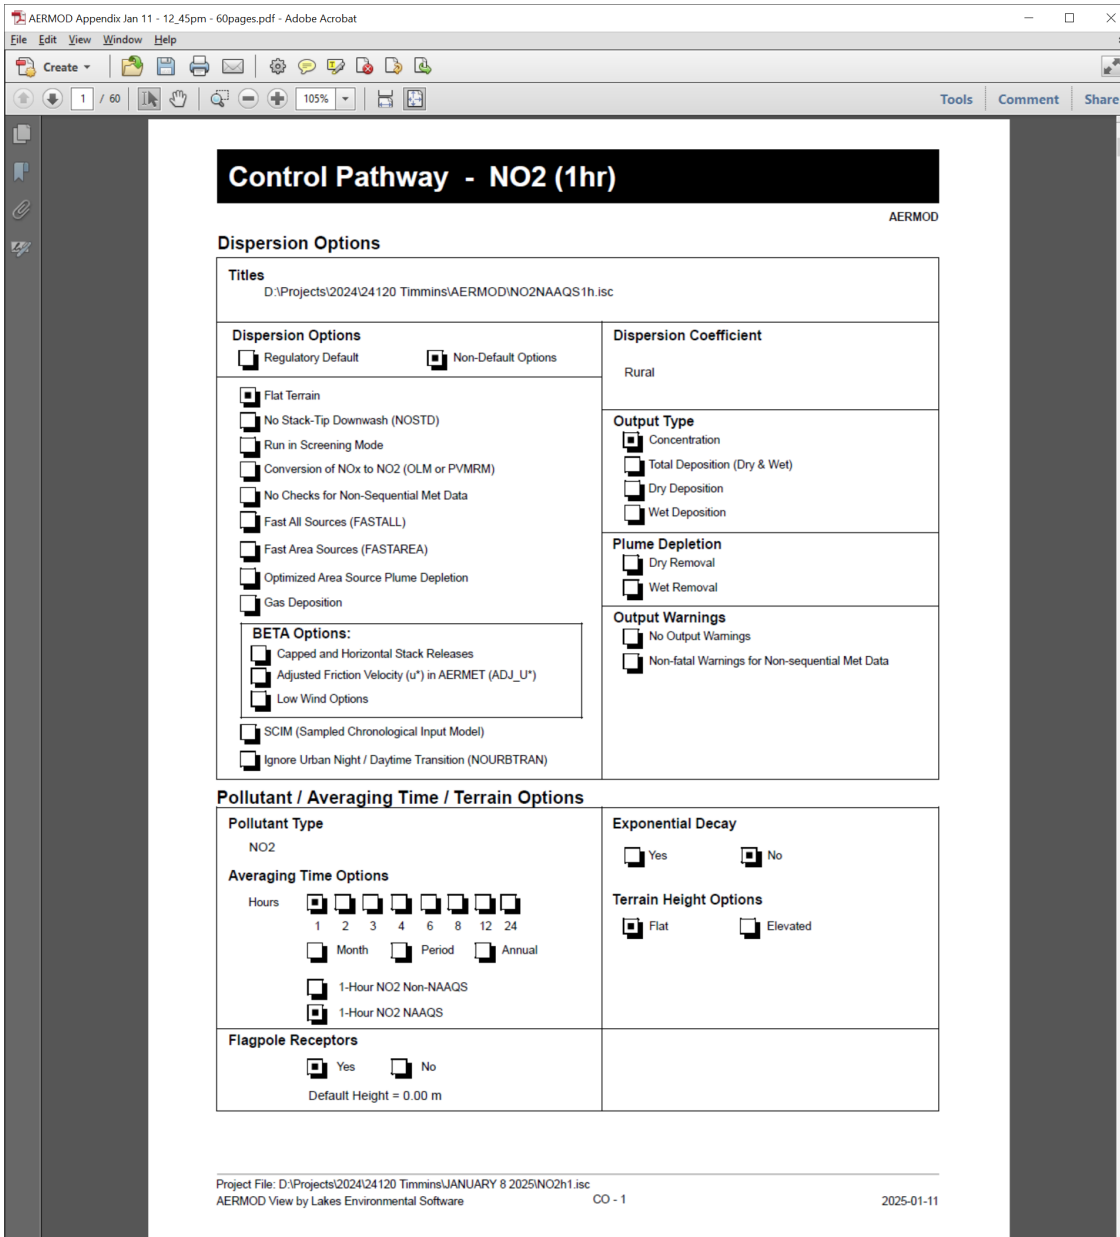 AERMOD Appendix Jan 11 - 12_45pm - 60pages.pdf - Adobe Acrobat
File Edit View Window Help
Create
1 / 60 105% Tools Comment Share
Control Pathway - NO2 (1hr)
AERMOD
Dispersion Options
Titles
D:\Projects\2024\24120 Timmins\AERMOD\NO2NAAQS1h.isc
Dispersion Options
Regulatory Default Non-Default Options
Flat Terrain
No Stack-Tip Downwash (NOSTD)
Run in Screening Mode
Conversion of NOx to NO2 (OLM or PVMRM)
No Checks for Non-Sequential Met Data
Fast All Sources (FASTALL)
Fast Area Sources (FASTAREA)
Optimized Area Source Plume Depletion
Gas Deposition
BETA Options:
Capped and Horizontal Stack Releases
Adjusted Friction Velocity (u*) in AERMET (ADJ_U*)
Low Wind Options
SCIM (Sampled Chronological Input Model)
Ignore Urban Night / Daytime Transition (NOURBTRAN)
Dispersion Coefficient
Rural
Output Type
Concentration
Total Deposition (Dry & Wet)
Dry Deposition
Wet Deposition
Plume Depletion
Dry Removal
Wet Removal
Output Warnings
No Output Warnings
Non-fatal Warnings for Non-sequential Met Data
Pollutant / Averaging Time / Terrain Options
Pollutant Type
NO2
Averaging Time Options
Hours
1 2 3 4 6 8 12 24
Month Period Annual
1-Hour NO2 Non-NAAQS
1-Hour NO2 NAAQS
Exponential Decay
Yes No
Terrain Height Options
Flat Elevated
Flagpole Receptors
Yes No
Default Height = 0.00 m
Project File: D:\Projects\2024\24120 Timmins\JANUARY 8 2025\NO2h1.isc
AERMOD View by Lakes Environmental Software CO - 1 2025-01-11